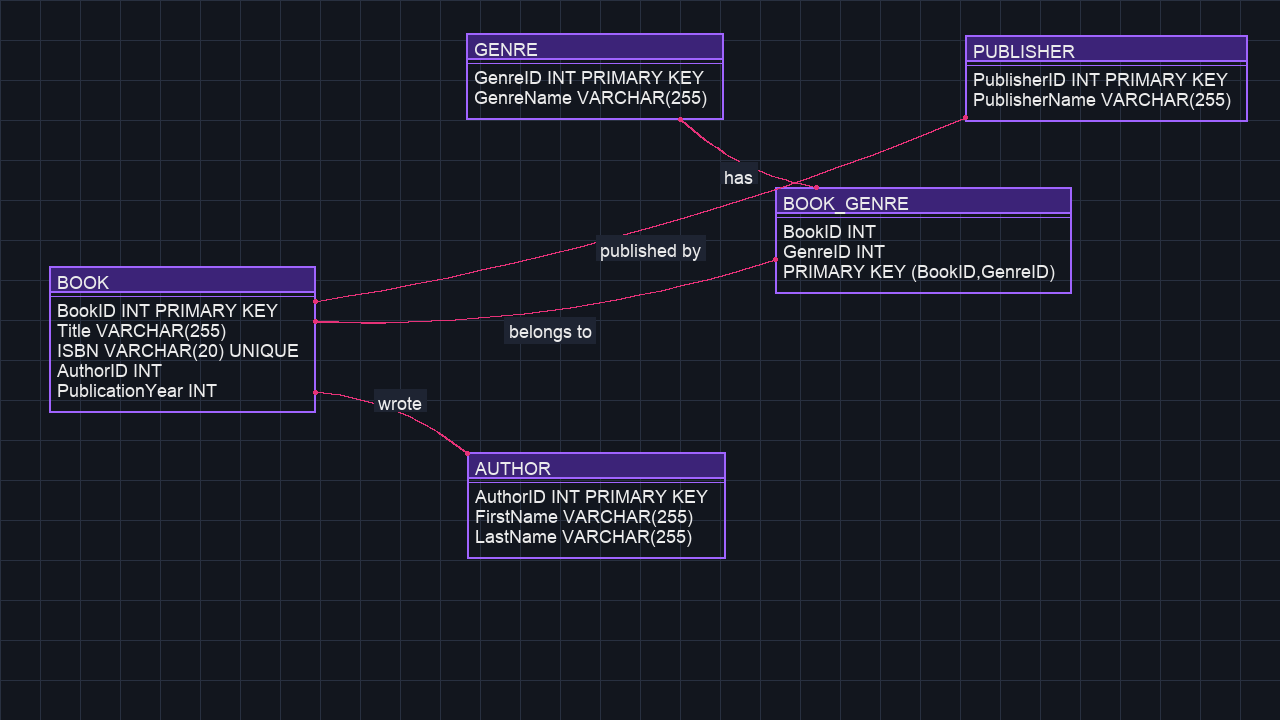 GENRE
GenreID INT PRIMARY KEY
GenreName VARCHAR(255)
PUBLISHER
PublisherID INT PRIMARY KEY
PublisherName VARCHAR(255)
has
BOOK_GENRE
BookID INT
GenreID INT
PRIMARY KEY (BookID,GenreID)
published by
BOOK
BookID INT PRIMARY KEY
Title VARCHAR(255)
ISBN VARCHAR(20) UNIQUE
AuthorID INT
PublicationYear INT
belongs to
wrote
AUTHOR
AuthorID INT PRIMARY KEY
FirstName VARCHAR(255)
LastName VARCHAR(255)